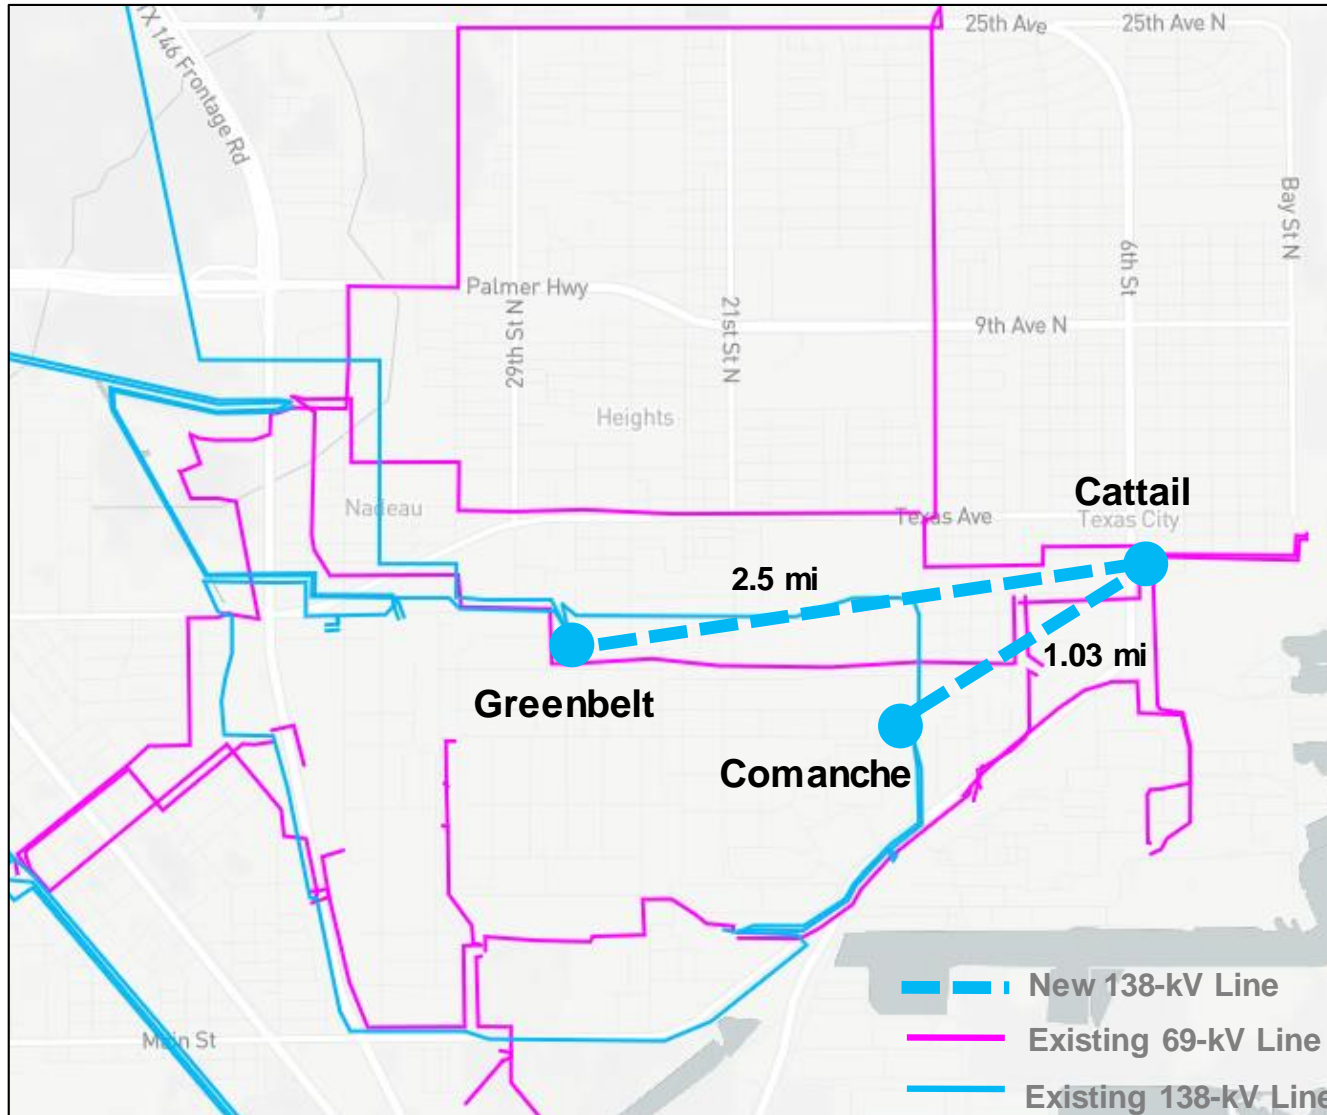 TX 146 Frontage Rd
25th Ave
25th Ave N
Bay St N
6th St
Palmer Hwy
29th St N
21st St N
9th Ave N
Heights
Nadeau
Texas Ave
Cattail
Texas City
2.5 mi
1.03 mi
Greenbelt
Comanche
Main St
New 138-kV Line
Existing 69-kV Line
Existing 138-kV Line